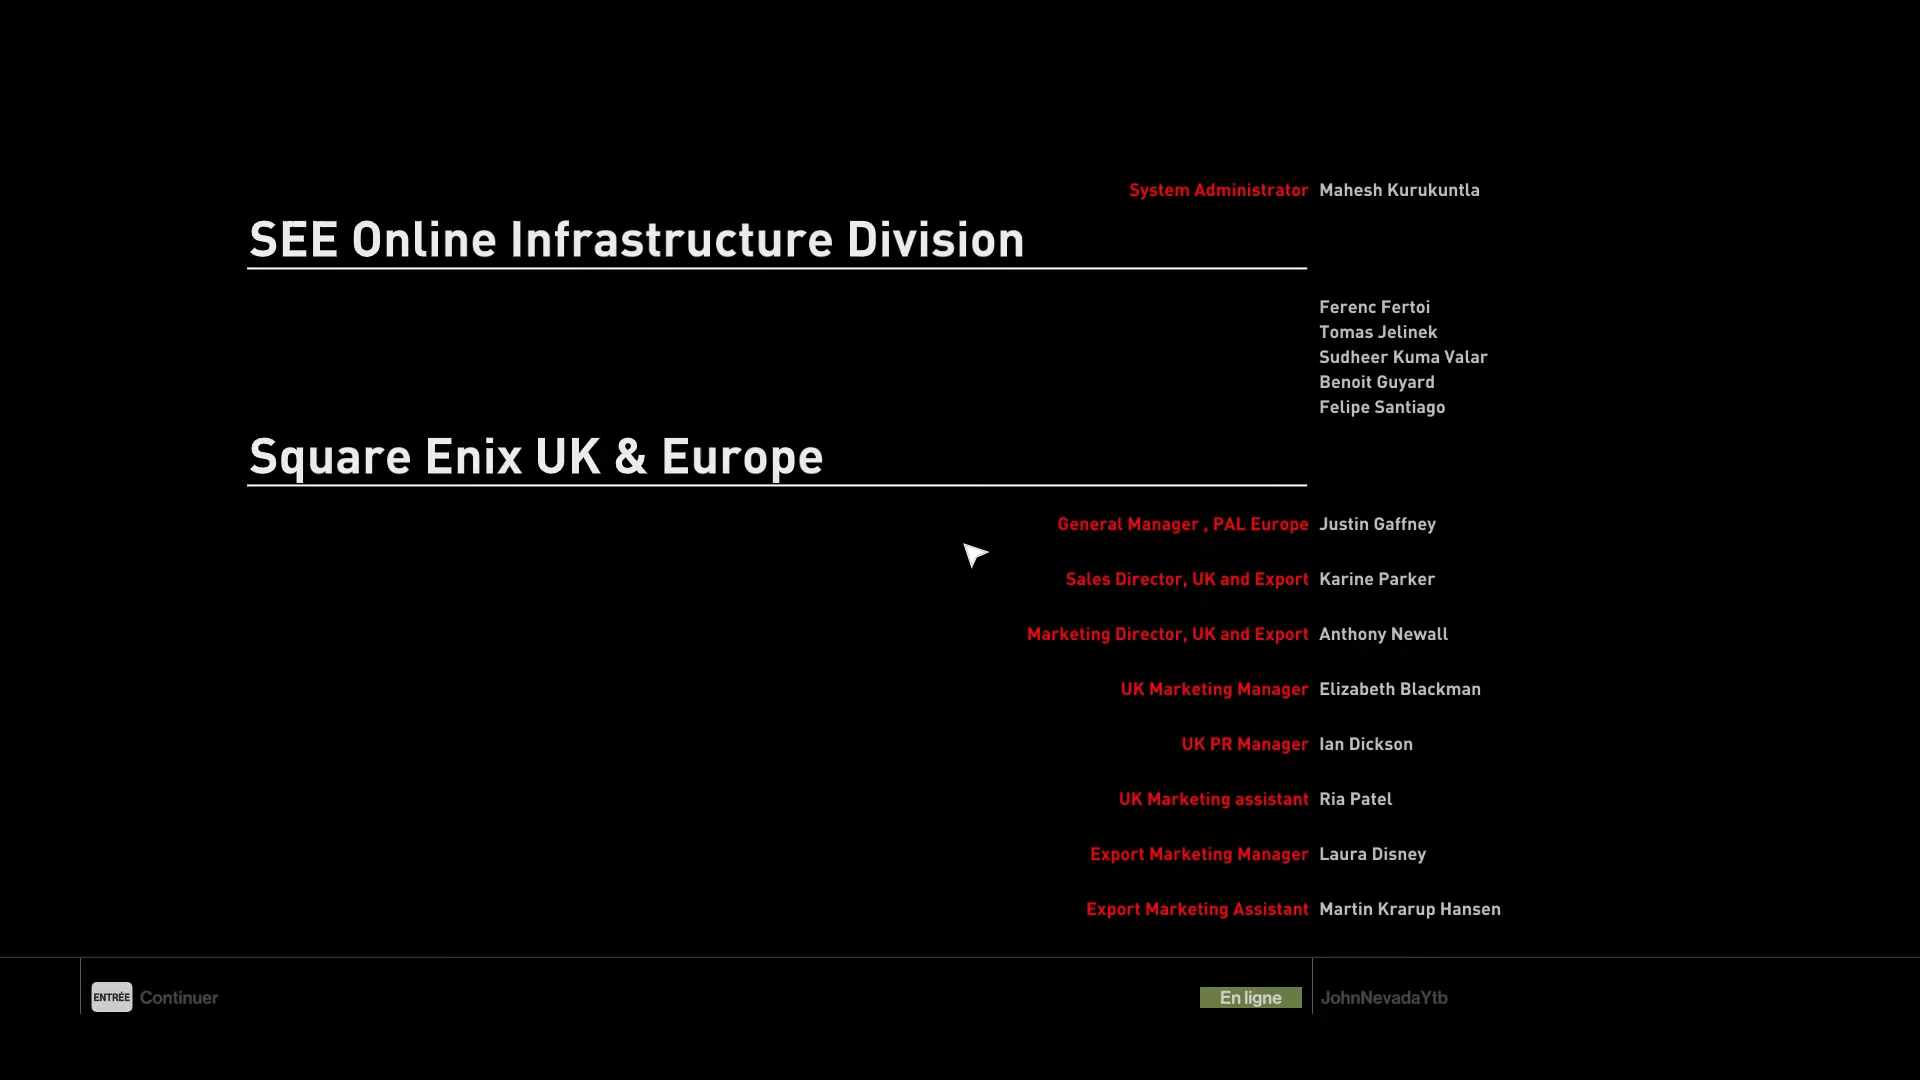 System Administrator Mahesh Kurukuntla
SEE Online Infrastructure Division
Ferenc Fertoi
Tomas Jelinek
Sudheer Kuma Valar
Benoit Guyard
Felipe Santiago
Square Enix UK & Europe
General Manager , PAL Europe Justin Gaffney
Sales Director, UK and Export Karine Parker
Marketing Director, UK and Export Anthony Newall
UK Marketing Manager Elizabeth Blackman
UK PR Manager Ian Dickson
UK Marketing assistant Ria Patel
Export Marketing Manager Laura Disney
Export Marketing Assistant Martin Krarup Hansen
ENTRÉE Continuer En ligne JohnNevadaYtb